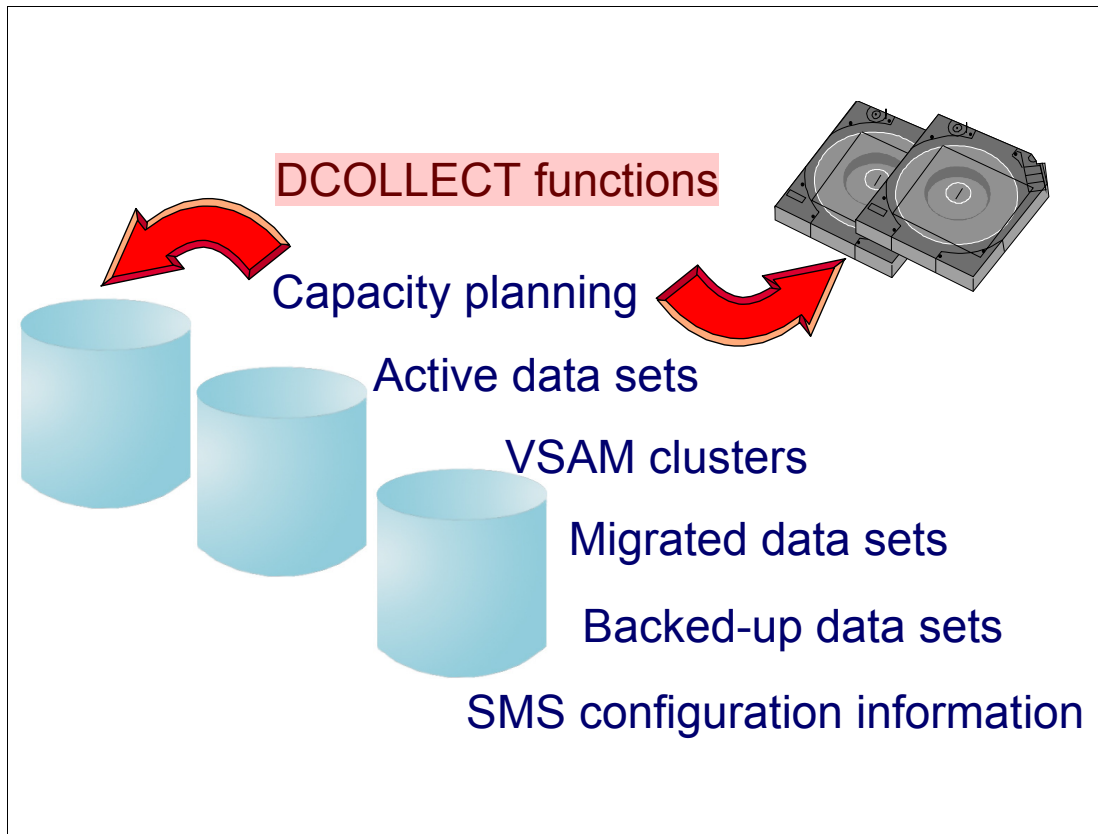 DCOLLECT functions
Capacity planning
Active data sets
VSAM clusters
Migrated data sets
Backed-up data sets
SMS configuration information